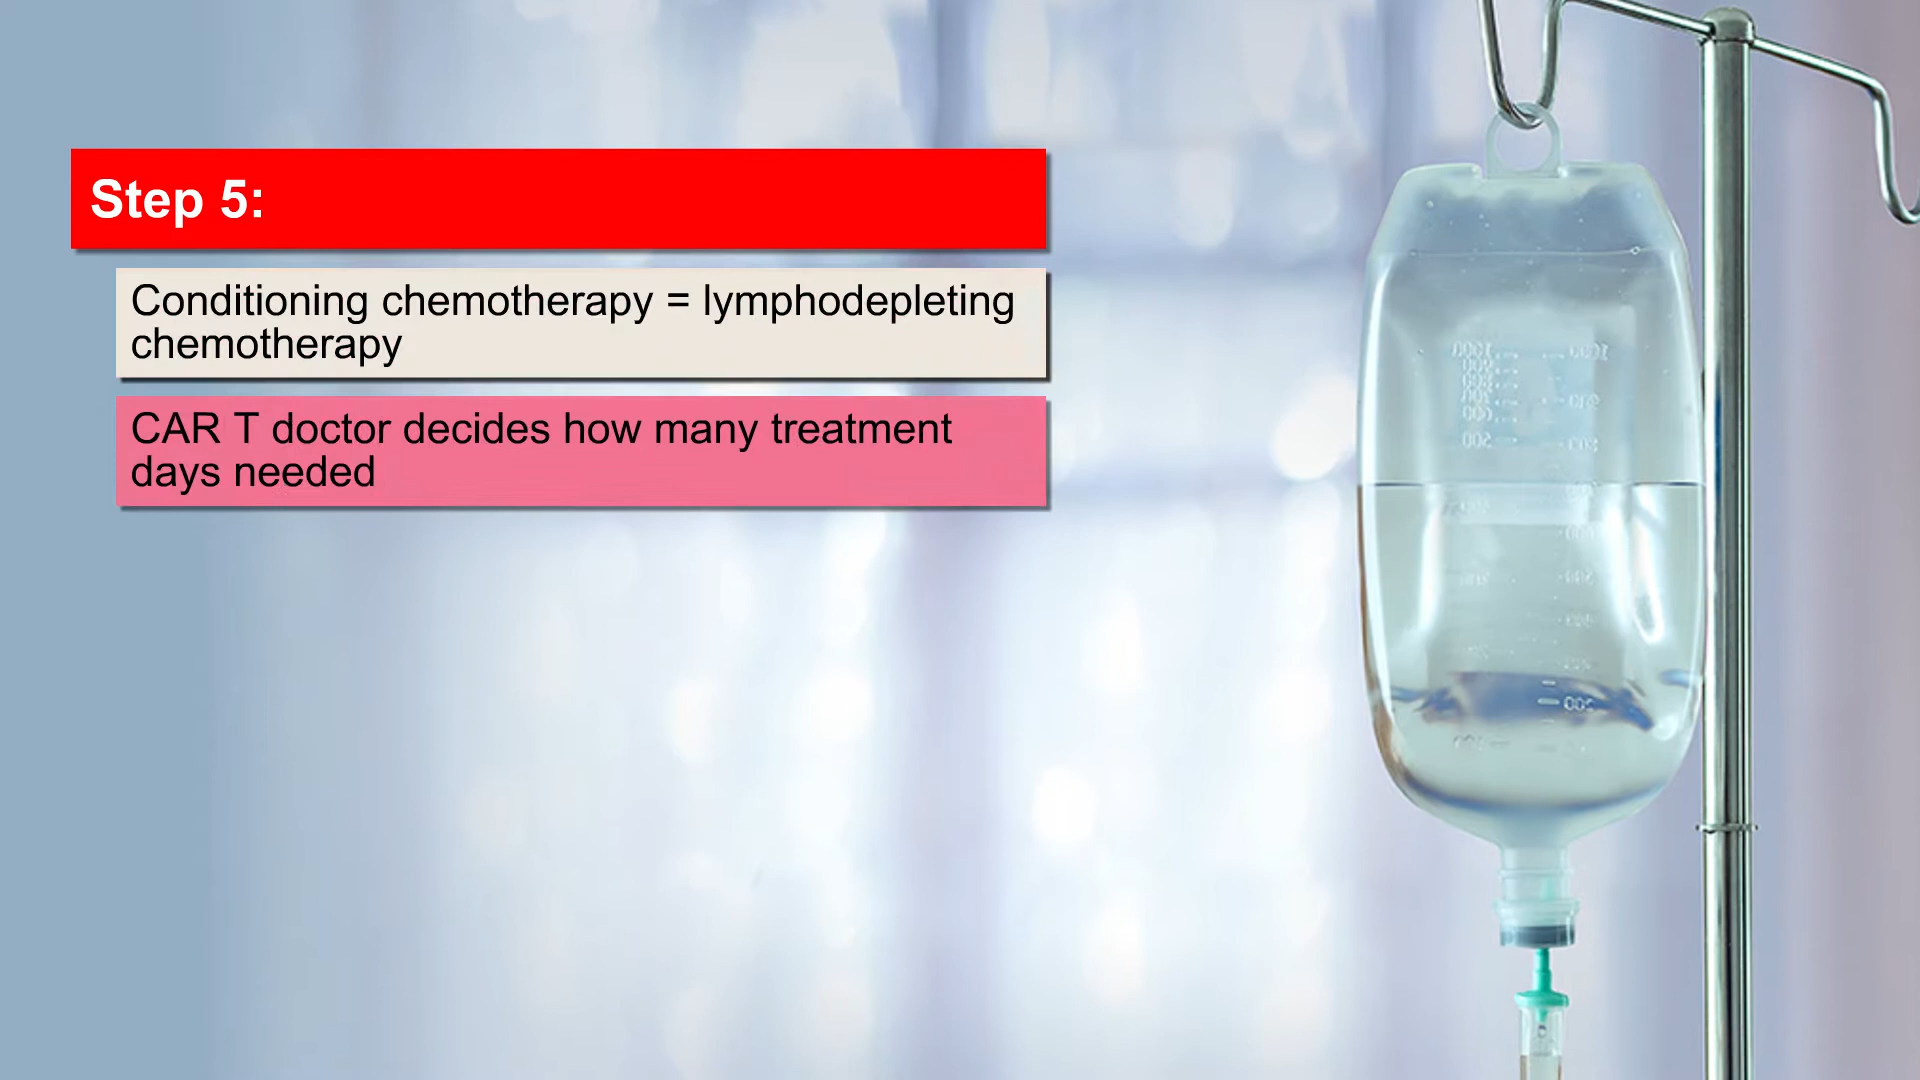 Step 5:
Conditioning chemotherapy = lymphodepleting
chemotherapy
CAR T doctor decides how many treatment
days needed